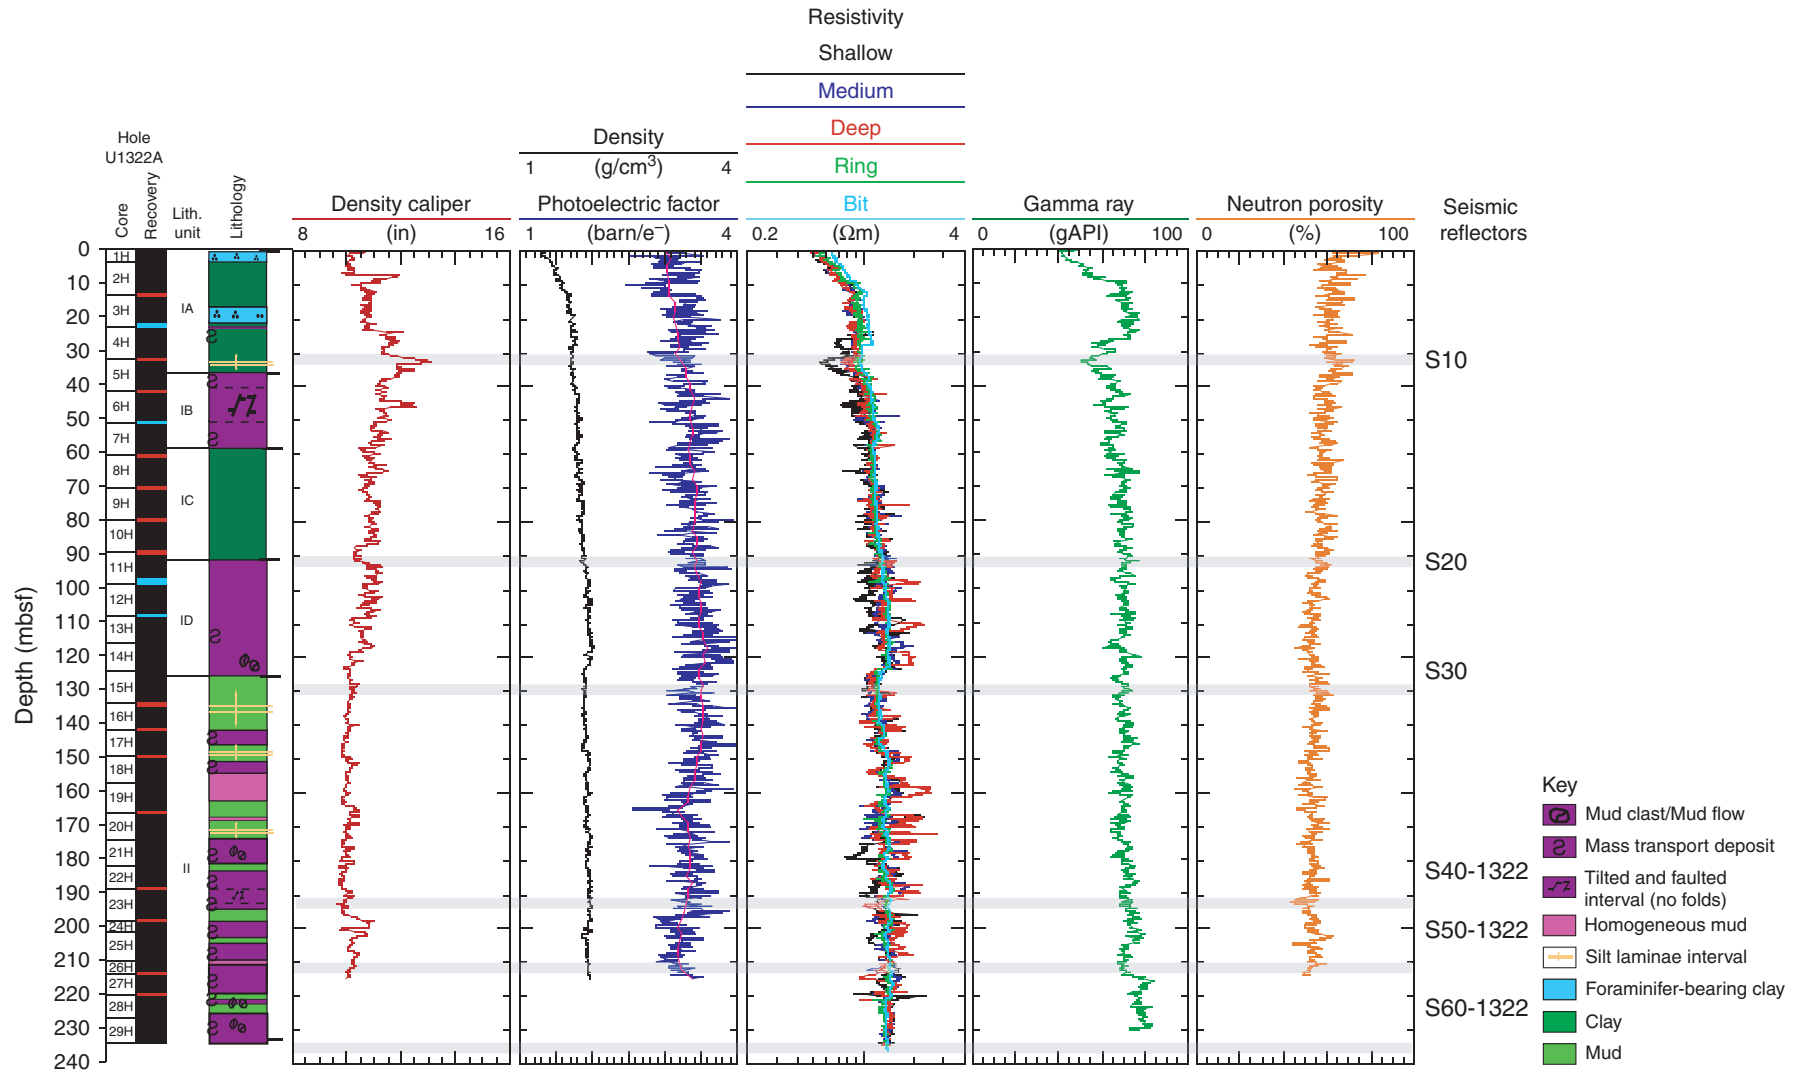 Resistivity
Shallow
Medium
Deep
Ring
Bit
0.2 (Ωm) 4
Density
1 (g/cm3) 4
Photoelectric factor
1 (barn/e–) 4
Hole
U1322A
Core
Recovery
Lith.
unit
Lithology
Density caliper
8 (in) 16
Gamma ray
0 (gAPI) 100
Neutron porosity
0 (%) 100
Seismic
reflectors
Depth (mbsf)
0
10
20
30
40
50
60
70
80
90
100
110
120
130
140
150
160
170
180
190
200
210
220
230
240
1H
2H
3H
4H
5H
6H
7H
8H
9H
10H
11H
12H
13H
14H
15H
16H
17H
18H
19H
20H
21H
22H
23H
24H
25H
26H
27H
28H
29H
IA
IB
IC
ID
II
S10
S20
S30
S40-1322
S50-1322
S60-1322
Key
Mud clast/Mud flow
Mass transport deposit
Tilted and faulted
interval (no folds)
Homogeneous mud
Silt laminae interval
Foraminifer-bearing clay
Clay
Mud